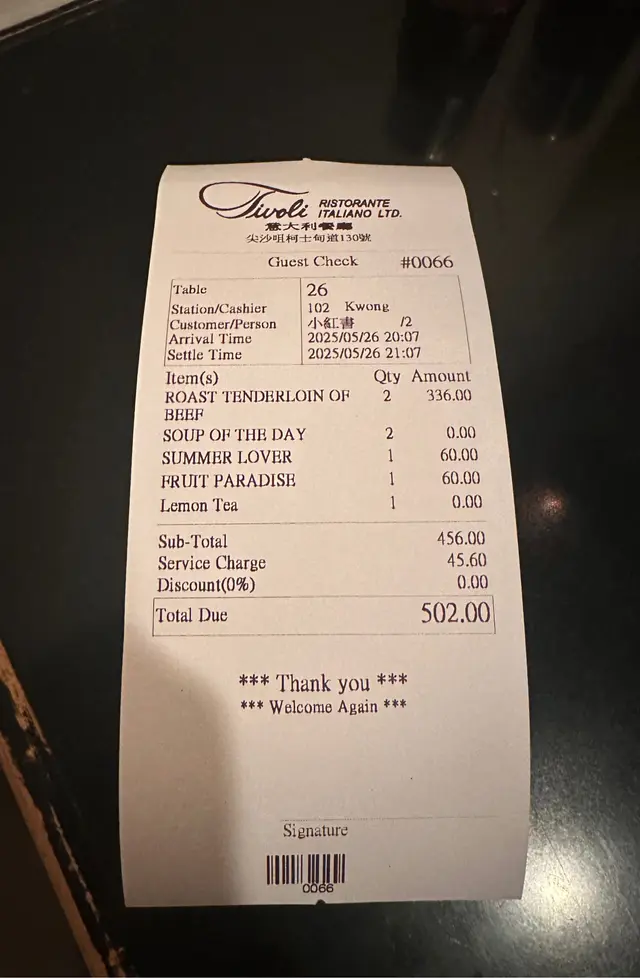 Tivoli RISTORANTE ITALIANO LTD.
意大利餐廳
尖沙咀柯士甸道130號
Guest Check #0066
Table 26
Station/Cashier 102 Kwong
Customer/Person 小紅書 /2
Arrival Time 2025/05/26 20:07
Settle Time 2025/05/26 21:07
Item(s) Qty Amount
ROAST TENDERLOIN OF 2 336.00
BEEF
SOUP OF THE DAY 2 0.00
SUMMER LOVER 1 60.00
FRUIT PARADISE 1 60.00
Lemon Tea 1 0.00
Sub-Total 456.00
Service Charge 45.60
Discount(0%) 0.00
Total Due 502.00
*** Thank you ***
*** Welcome Again ***
Signature
0066